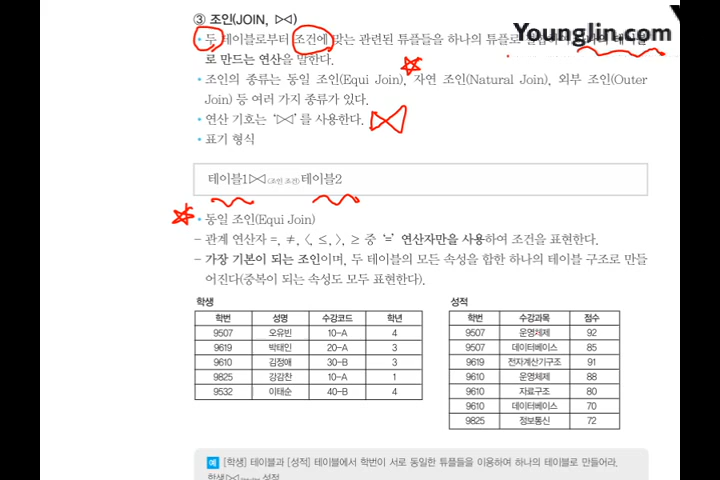 ③ 조인(JOIN, ▷◁)
Yonglin.com
• 두 테이블로부터 조건에 맞는 관련된 튜플들을 하나의 튜플로
로 만드는 연산을 말한다.
• 조인의 종류는 동일 조인(Equi Join), 자연 조인(Natural Join), 외부 조인(Outer
Join) 등 여러 가지 종류가 있다.
• 연산 기호는 '▷◁'를 사용한다.
• 표기 형식
테이블1▷◁(조인 조건)테이블2
• 동일 조인(Equi Join)
- 관계 연산자 =, ≠, <, ≤, >, ≥ 중 '=' 연산자만을 사용하여 조건을 표현한다.
- 가장 기본이 되는 조인이며, 두 테이블의 모든 속성을 합한 하나의 테이블 구조로 만들
어진다(중복이 되는 속성도 모두 표현한다).
학생
학번 성명 수강코드 학년
9507 오유빈 10-A 4
9619 박태인 20-A 3
9610 김정애 30-B 3
9825 강감찬 10-A 1
9532 이태순 40-B 4
성적
학번 수강과목 점수
9507 운영체제 92
9507 데이터베이스 85
9619 전자계산기구조 91
9610 운영체제 88
9610 자료구조 80
9610 데이터베이스 70
9825 정보통신 72
예 [학생] 테이블과 [성적] 테이블에서 학번이 서로 동일한 튜플들을 이용하여 하나의 테이블로 만들어라.
학생▷◁ 성적